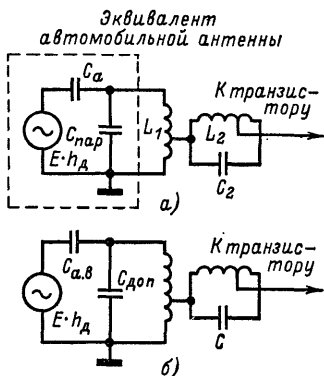 Эквивалент
автомобильной антенны
Cа
Cпар
L1
К транзис-
тору
L2
C2
E·hд
а)
Cа.в
Cдоп
К транзис-
тору
E·hд
C
б)